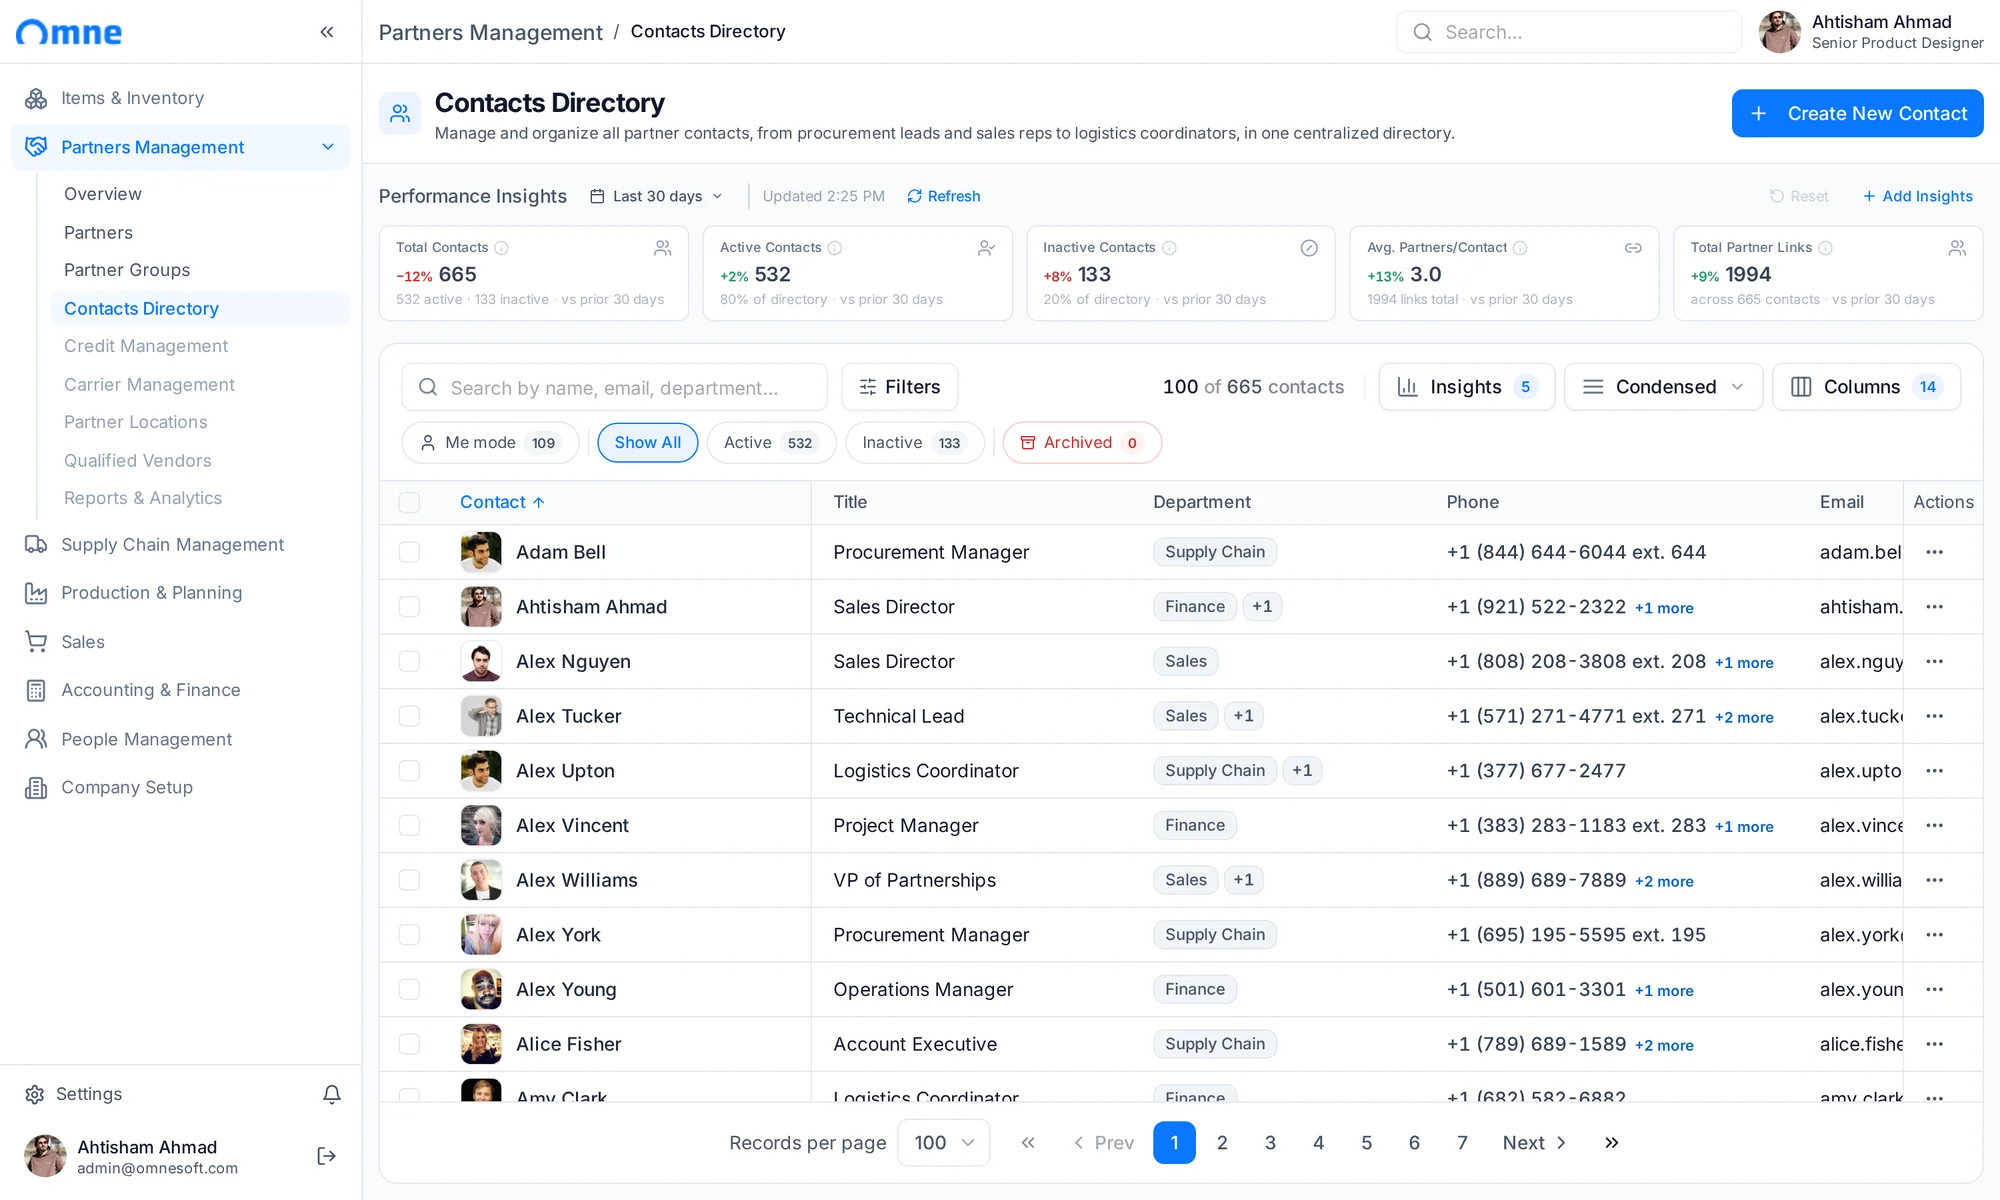 Omne
Partners Management / Contacts Directory
Search...
Ahtisham Ahmad
Senior Product Designer
Items & Inventory
Partners Management
Overview
Partners
Partner Groups
Contacts Directory
Credit Management
Carrier Management
Partner Locations
Qualified Vendors
Reports & Analytics
Supply Chain Management
Production & Planning
Sales
Accounting & Finance
People Management
Company Setup
Settings
Ahtisham Ahmad
admin@omnesoft.com
Contacts Directory
Manage and organize all partner contacts, from procurement leads and sales reps to logistics coordinators, in one centralized directory.
Create New Contact
Performance Insights Last 30 days Updated 2:25 PM Refresh Reset + Add Insights
Total Contacts
-12% 665
532 active · 133 inactive · vs prior 30 days
Active Contacts
+2% 532
80% of directory · vs prior 30 days
Inactive Contacts
+8% 133
20% of directory · vs prior 30 days
Avg. Partners/Contact
+13% 3.0
1994 links total · vs prior 30 days
Total Partner Links
+9% 1994
across 665 contacts · vs prior 30 days
Search by name, email, department... Filters 100 of 665 contacts Insights 5 Condensed Columns 14
Me mode 109 Show All Active 532 Inactive 133 Archived 0
Contact Title Department Phone Email Actions
Adam Bell Procurement Manager Supply Chain +1 (844) 644-6044 ext. 644 adam.bel
Ahtisham Ahmad Sales Director Finance +1 +1 (921) 522-2322 +1 more ahtisham.
Alex Nguyen Sales Director Sales +1 (808) 208-3808 ext. 208 +1 more alex.nguy
Alex Tucker Technical Lead Sales +1 +1 (571) 271-4771 ext. 271 +2 more alex.tuck
Alex Upton Logistics Coordinator Supply Chain +1 +1 (377) 677-2477 alex.upto
Alex Vincent Project Manager Finance +1 (383) 283-1183 ext. 283 +1 more alex.vince
Alex Williams VP of Partnerships Sales +1 +1 (889) 689-7889 +2 more alex.willia
Alex York Procurement Manager Supply Chain +1 (695) 195-5595 ext. 195 alex.york
Alex Young Operations Manager Finance +1 (501) 601-3301 +1 more alex.youn
Alice Fisher Account Executive Supply Chain +1 (789) 689-1589 +2 more alice.fishe
Amy Clark Logistics Coordinator Finance +1 (682) 582-6882 amy.clark
Records per page 100 Prev 1 2 3 4 5 6 7 Next